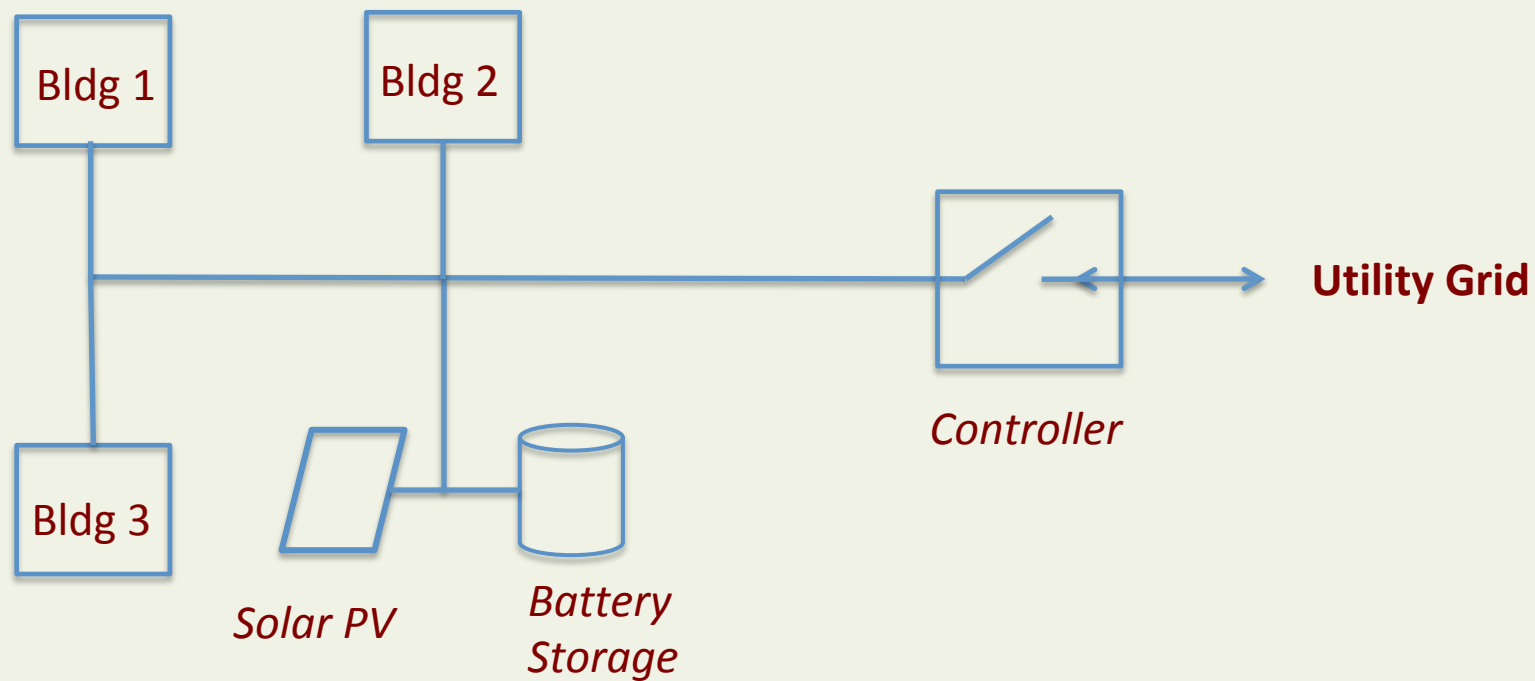 Bldg 1
Bldg 2
Utility Grid
Controller
Bldg 3
Solar PV
Battery
Storage